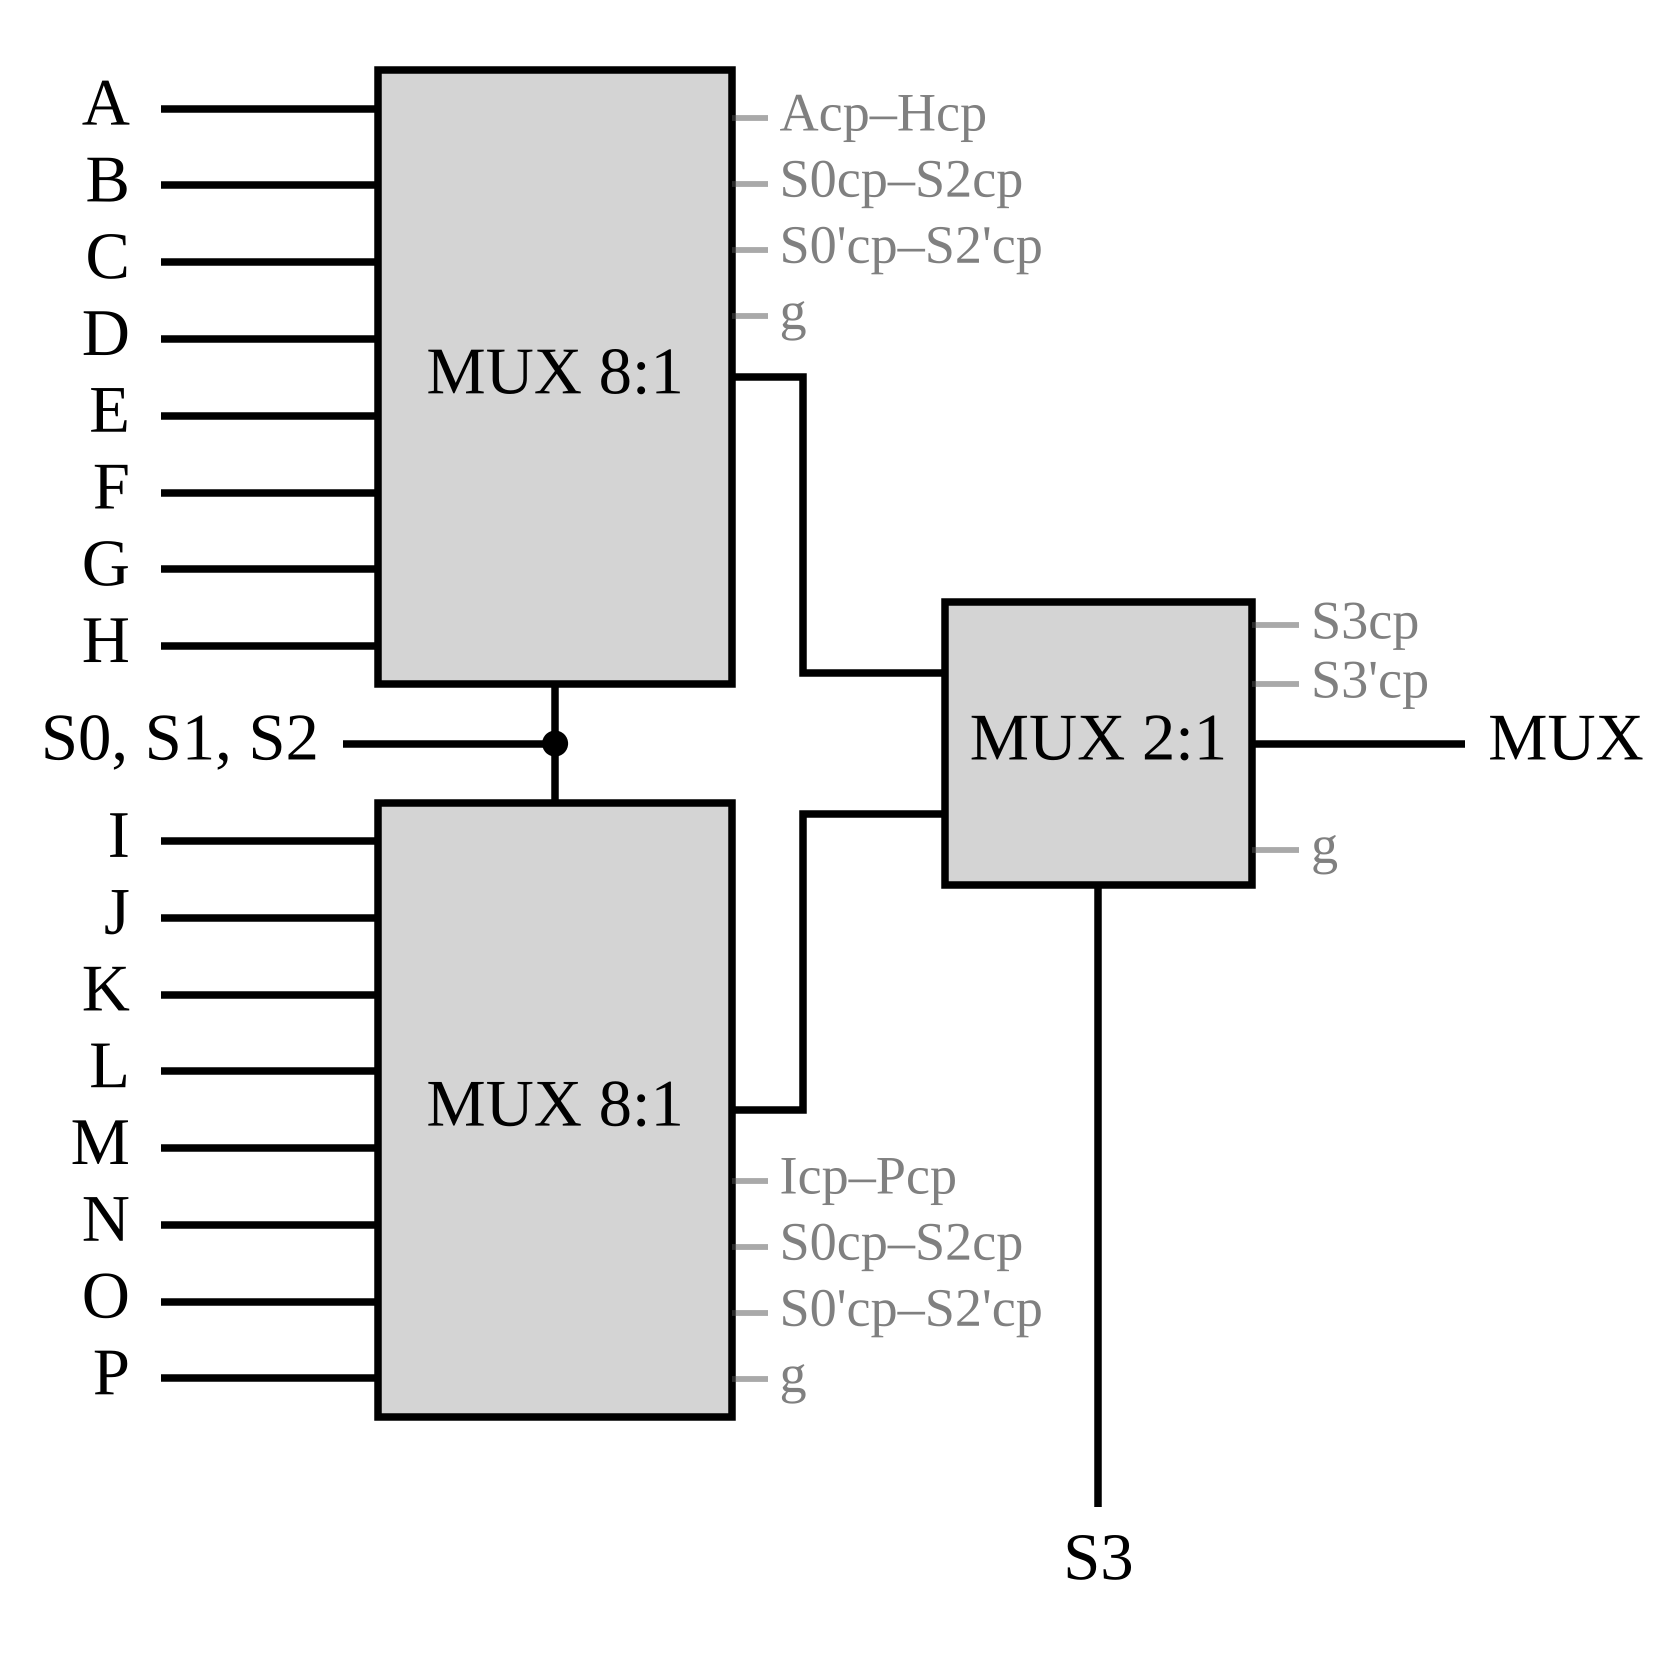 A
B
C
D
E
F
G
H
MUX 8:1
Acp–Hcp
S0cp–S2cp
S0'cp–S2'cp
g
S0, S1, S2
I
J
K
L
M
N
O
P
MUX 8:1
Icp–Pcp
S0cp–S2cp
S0'cp–S2'cp
g
MUX 2:1
S3cp
S3'cp
MUX
g
S3